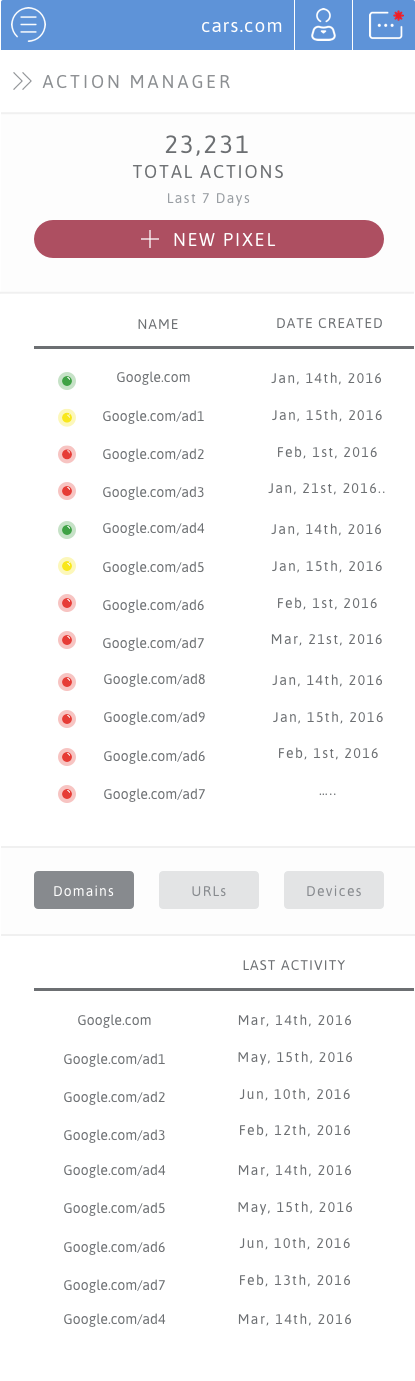 cars.com
ACTION MANAGER
23,231
TOTAL ACTIONS
Last 7 Days
NEW PIXEL
NAME DATE CREATED
Google.com Jan, 14th, 2016
Google.com/ad1 Jan, 15th, 2016
Google.com/ad2 Feb, 1st, 2016
Google.com/ad3 Jan, 21st, 2016..
Google.com/ad4 Jan, 14th, 2016
Google.com/ad5 Jan, 15th, 2016
Google.com/ad6 Feb, 1st, 2016
Google.com/ad7 Mar, 21st, 2016
Google.com/ad8 Jan, 14th, 2016
Google.com/ad9 Jan, 15th, 2016
Google.com/ad6 Feb, 1st, 2016
Google.com/ad7 .....
Domains URLs Devices
LAST ACTIVITY
Google.com Mar, 14th, 2016
Google.com/ad1 May, 15th, 2016
Google.com/ad2 Jun, 10th, 2016
Google.com/ad3 Feb, 12th, 2016
Google.com/ad4 Mar, 14th, 2016
Google.com/ad5 May, 15th, 2016
Google.com/ad6 Jun, 10th, 2016
Google.com/ad7 Feb, 13th, 2016
Google.com/ad4 Mar, 14th, 2016